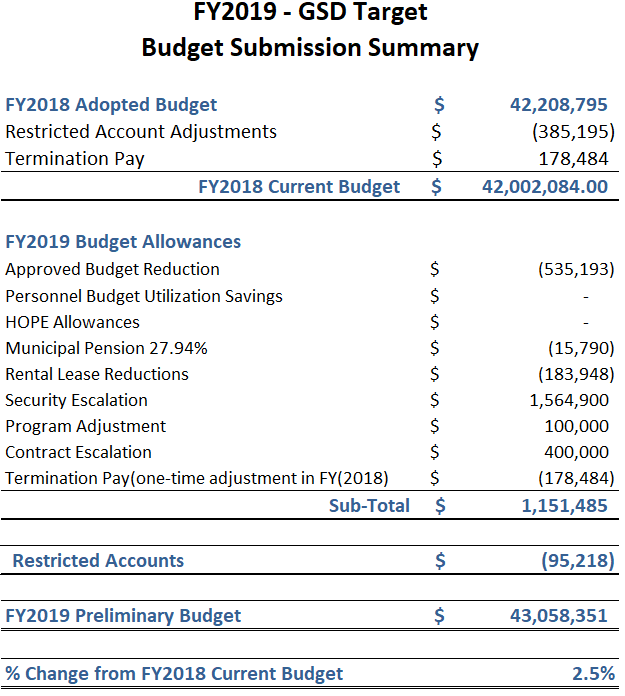 FY2019 - GSD Target
Budget Submission Summary
FY2018 Adopted Budget $ 42,208,795
Restricted Account Adjustments $ (385,195)
Termination Pay $ 178,484
FY2018 Current Budget $ 42,002,084.00
FY2019 Budget Allowances
Approved Budget Reduction $ (535,193)
Personnel Budget Utilization Savings $ -
HOPE Allowances $ -
Municipal Pension 27.94% $ (15,790)
Rental Lease Reductions $ (183,948)
Security Escalation $ 1,564,900
Program Adjustment $ 100,000
Contract Escalation $ 400,000
Termination Pay(one-time adjustment in FY(2018) $ (178,484)
Sub-Total $ 1,151,485
Restricted Accounts $ (95,218)
FY2019 Preliminary Budget $ 43,058,351
% Change from FY2018 Current Budget 2.5%